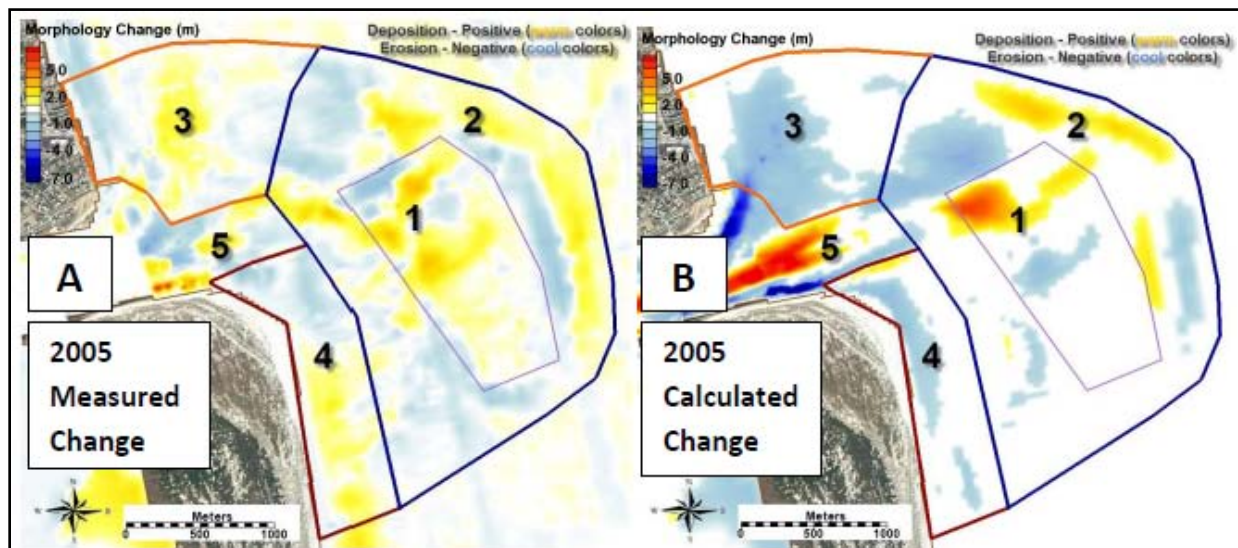 Morphology Change (m)
Deposition - Positive (warm colors)
Erosion - Negative (cool colors)
5.0
2.0
-1.0
-4.0
-7.0
3
2
1
5
4
A
2005
Measured
Change
N
W
S
Meters
0 500 1000
Morphology Change (m)
Deposition - Positive (warm colors)
Erosion - Negative (cool colors)
5.0
2.0
-1.0
-4.0
-7.0
3
2
1
5
4
B
2005
Calculated
Change
N
W
S
Meters
0 500 1000